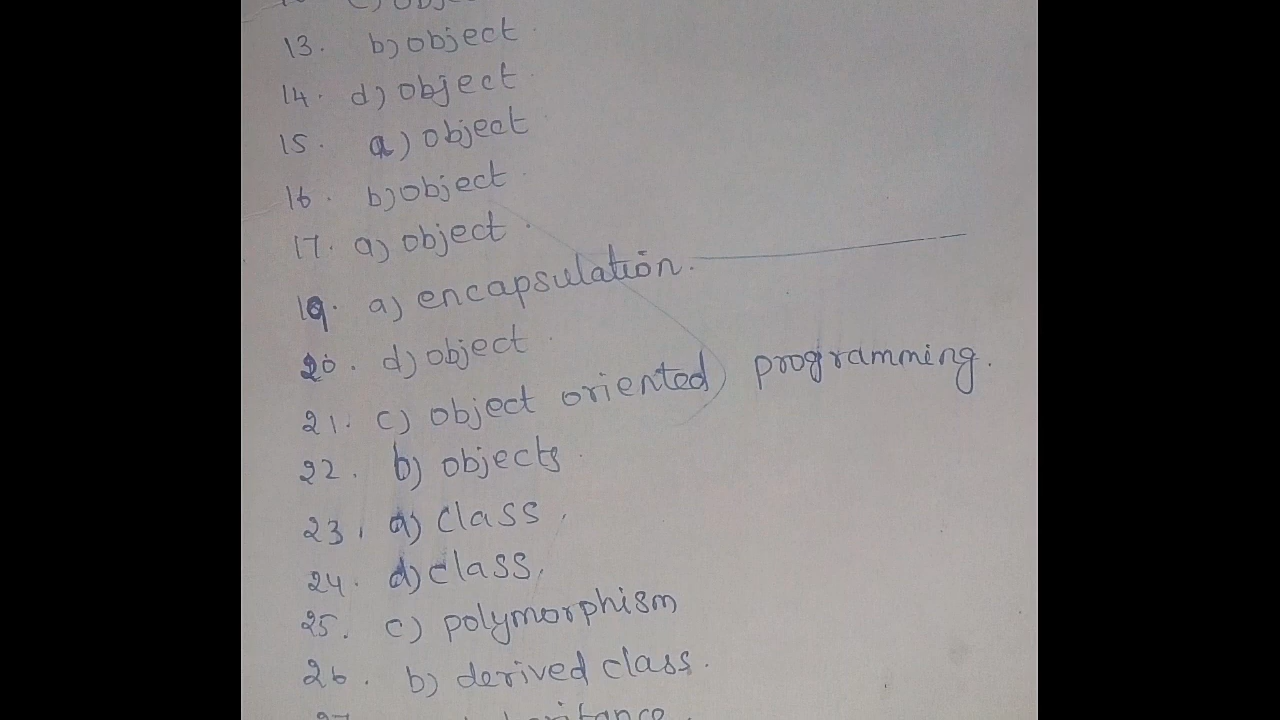 13. b) object
14. d) object
15. a) object
16. b) object
17. a) object
19. a) encapsulation.
20. d) object
21. c) object oriented programming.
22. b) objects
23. a) class
24. d) class
25. c) polymorphism
26. b) derived class.